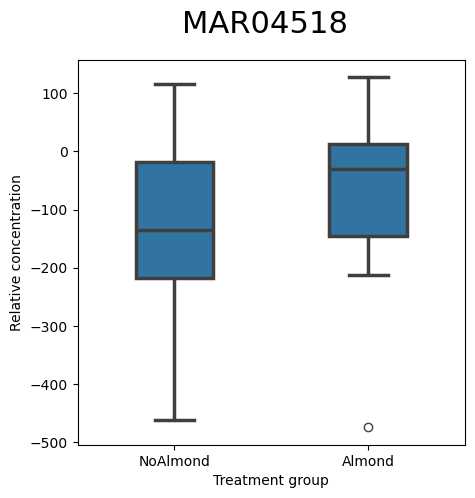 MAR04518
Relative concentration
100
0
−100
−200
−300
−400
−500
NoAlmond
Almond
Treatment group